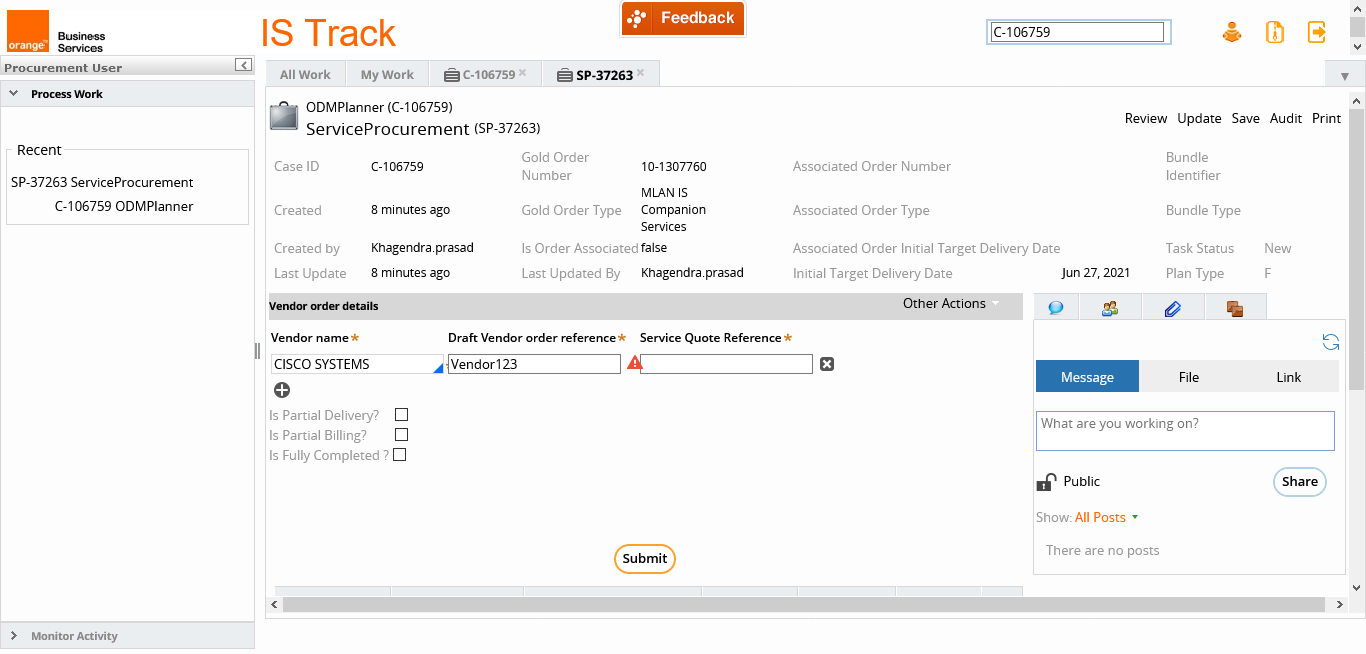 orange™
Business
Services
IS Track
Feedback
C-106759
Procurement User
Process Work
Recent
SP-37263 ServiceProcurement
C-106759 ODMPlanner
Monitor Activity
All Work
My Work
C-106759
SP-37263
ODMPlanner (C-106759)
ServiceProcurement (SP-37263)
Review Update Save Audit Print
Case ID C-106759
Gold Order
Number
10-1307760
Associated Order Number
Bundle
Identifier
Created 8 minutes ago
Gold Order Type
MLAN IS
Companion
Services
Associated Order Type
Bundle Type
Created by Khagendra.prasad
Is Order Associated false
Associated Order Initial Target Delivery Date
Task Status New
Last Update 8 minutes ago
Last Updated By Khagendra.prasad
Initial Target Delivery Date Jun 27, 2021
Plan Type F
Vendor order details
Other Actions
Vendor name* Draft Vendor order reference* Service Quote Reference*
CISCO SYSTEMS Vendor123
Is Partial Delivery?
Is Partial Billing?
Is Fully Completed ?
Submit
Message File Link
What are you working on?
Public
Share
Show: All Posts
There are no posts